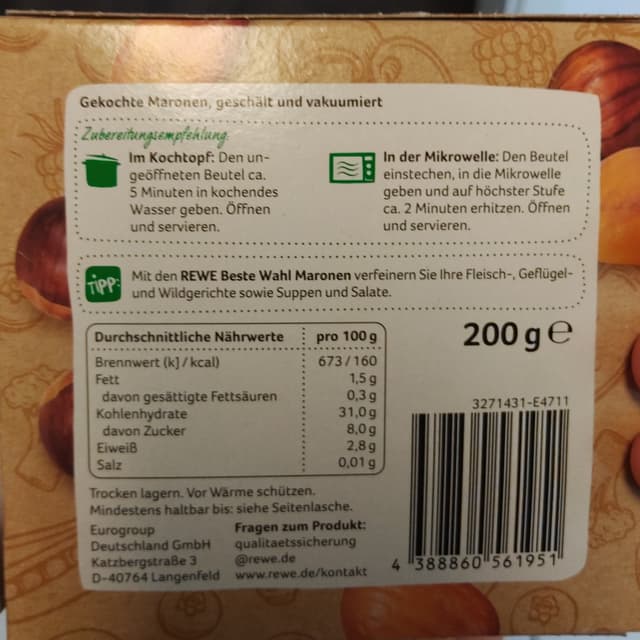 Gekochte Maronen, geschält und vakuumiert
Zubereitungsempfehlung
Im Kochtopf: Den un-
geöffneten Beutel ca.
5 Minuten in kochendes
Wasser geben. Öffnen
und servieren.
In der Mikrowelle: Den Beutel
einstechen, in die Mikrowelle
geben und auf höchster Stufe
ca. 2 Minuten erhitzen. Öffnen
und servieren.
TIPP:
Mit den REWE Beste Wahl Maronen verfeinern Sie Ihre Fleisch-, Geflügel-
und Wildgerichte sowie Suppen und Salate.
Durchschnittliche Nährwerte pro 100 g
Brennwert (kJ / kcal) 673 / 160
Fett 1,5 g
davon gesättigte Fettsäuren 0,3 g
Kohlenhydrate 31,0 g
davon Zucker 8,0 g
Eiweiß 2,8 g
Salz 0,01 g
200 g e
3271431-E4711
4 388860 561951
Trocken lagern. Vor Wärme schützen.
Mindestens haltbar bis: siehe Seitenlasche.
Eurogroup
Deutschland GmbH
Katzbergstraße 3
D-40764 Langenfeld
Fragen zum Produkt:
qualitaetssicherung
@rewe.de
www.rewe.de/kontakt